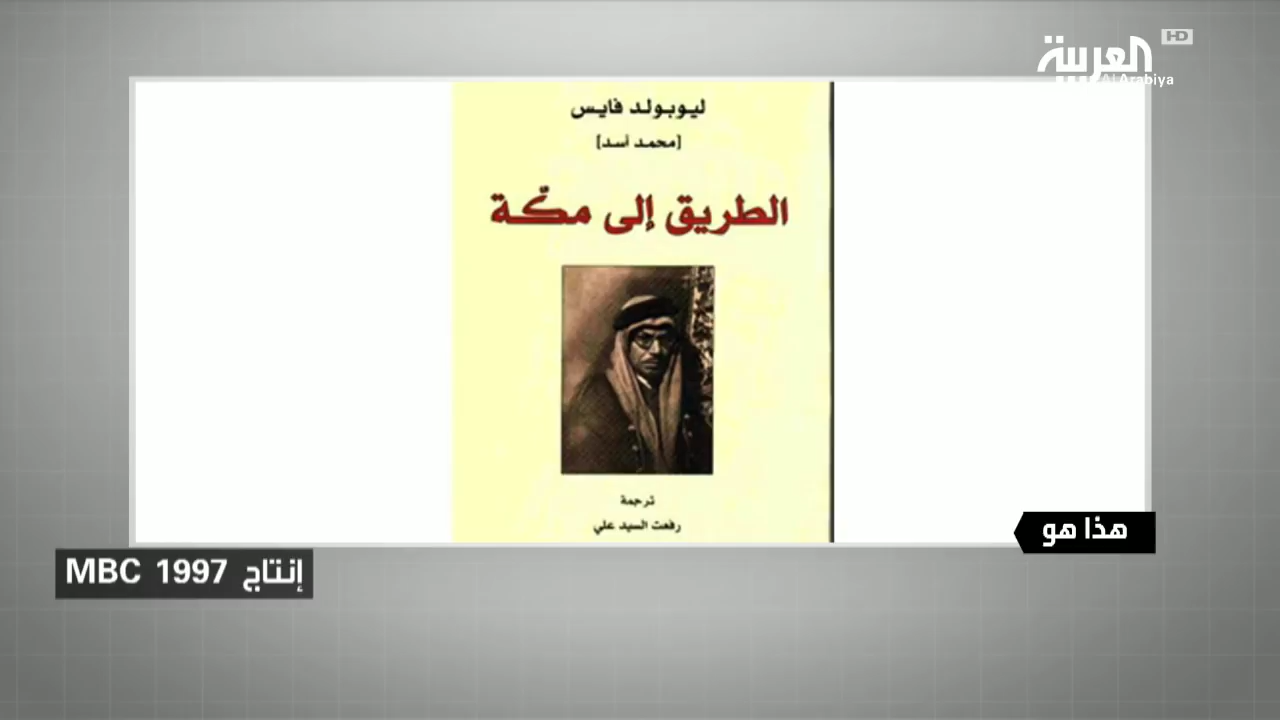 العربية HD
Al Arabiya
ليوبولد فايس
[محمد أسد]
الطريق إلى مكّة
ترجمة
رفعت السيد علي
هذا هو
إنتاج MBC 1997